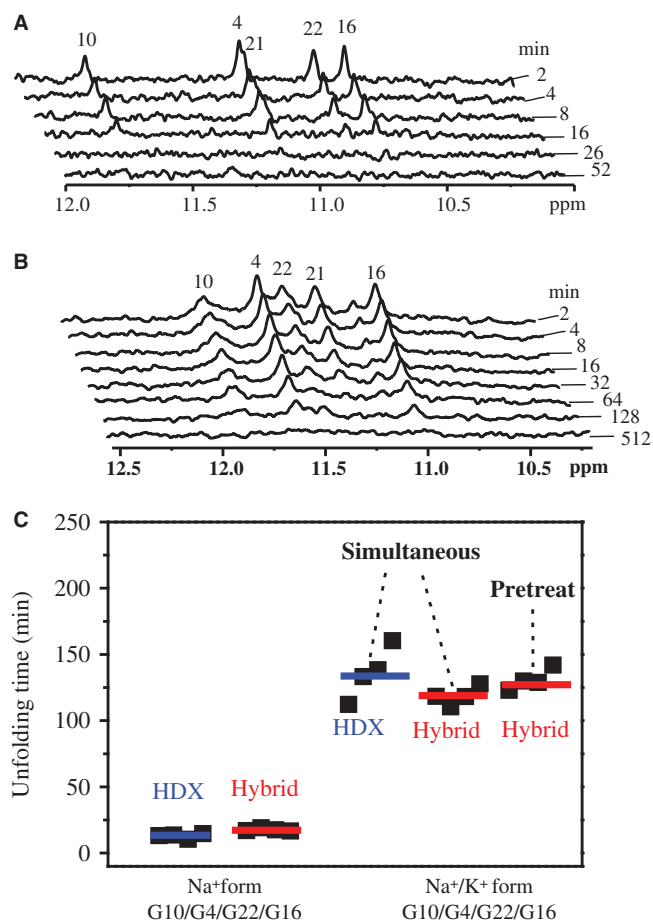 A
10 4 21 22 16 min
2
4
8
16
26
52
12.0 11.5 11.0 10.5 ppm
B
10 4 22 21 16 min
2
4
8
16
32
64
128
512
12.5 12.0 11.5 11.0 10.5 ppm
C
Unfolding time (min)
250
200
150
100
50
0
Simultaneous
Pretreat
HDX Hybrid Hybrid
HDX Hybrid
Na⁺form Na⁺/K⁺ form
G10/G4/G22/G16 G10/G4/G22/G16